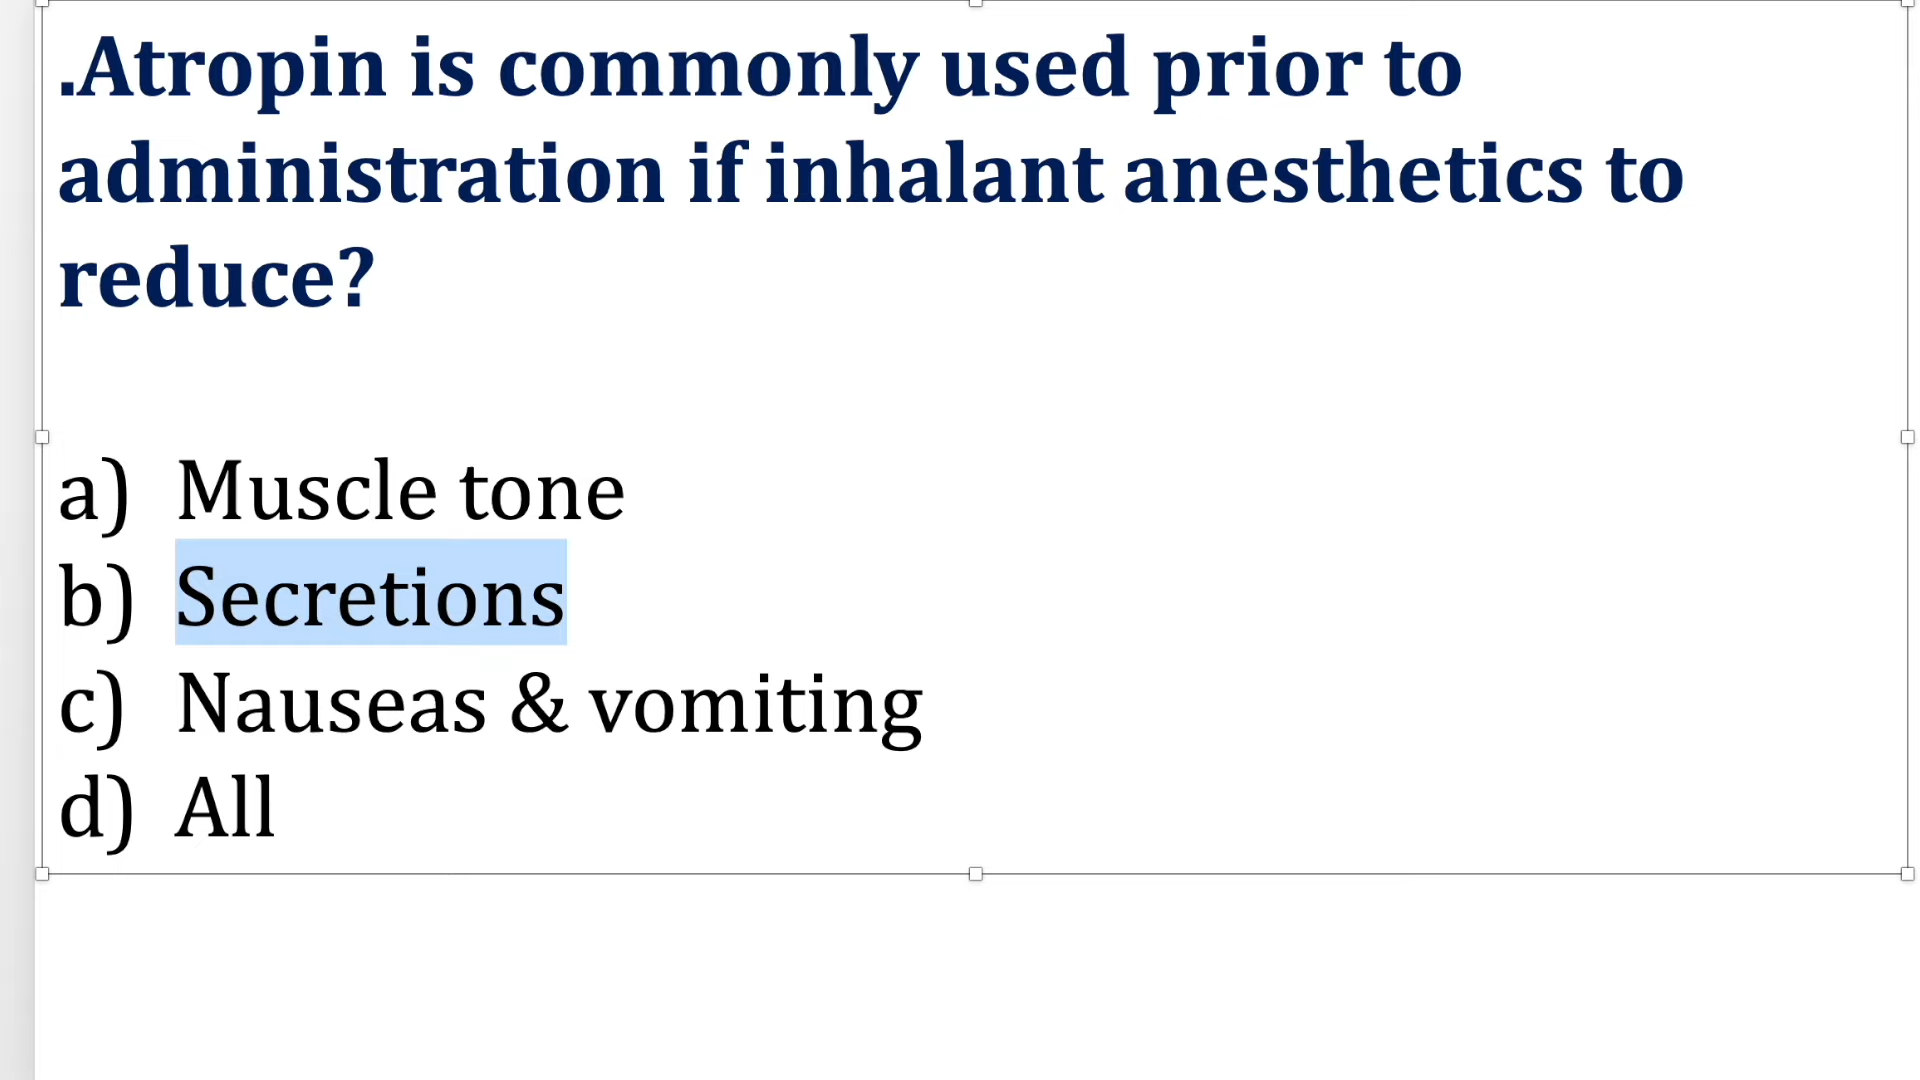 .Atropin is commonly used prior to
administration if inhalant anesthetics to
reduce?
a) Muscle tone
b) Secretions
c) Nauseas & vomiting
d) All